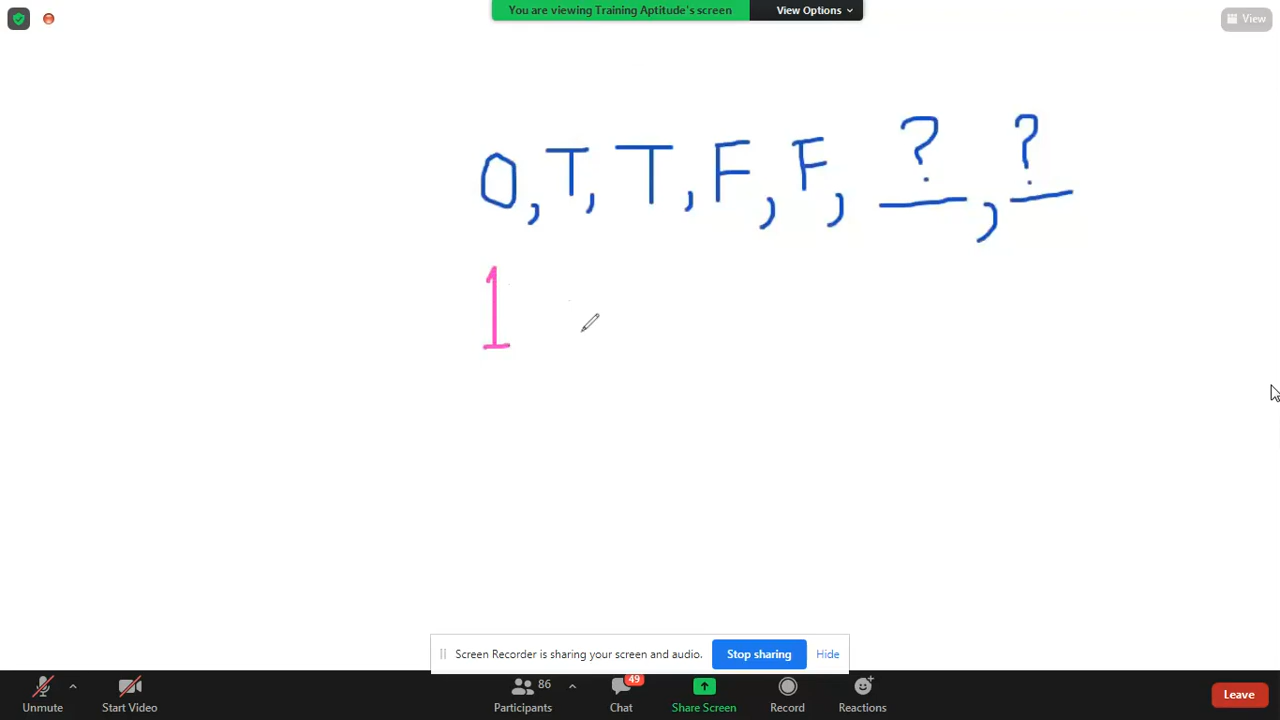 You are viewing Training Aptitude's screen View Options View
O, T, T, F, F, ?, ?
1
Screen Recorder is sharing your screen and audio. Stop sharing Hide
86 49
Unmute Start Video Participants Chat Share Screen Record Reactions Leave